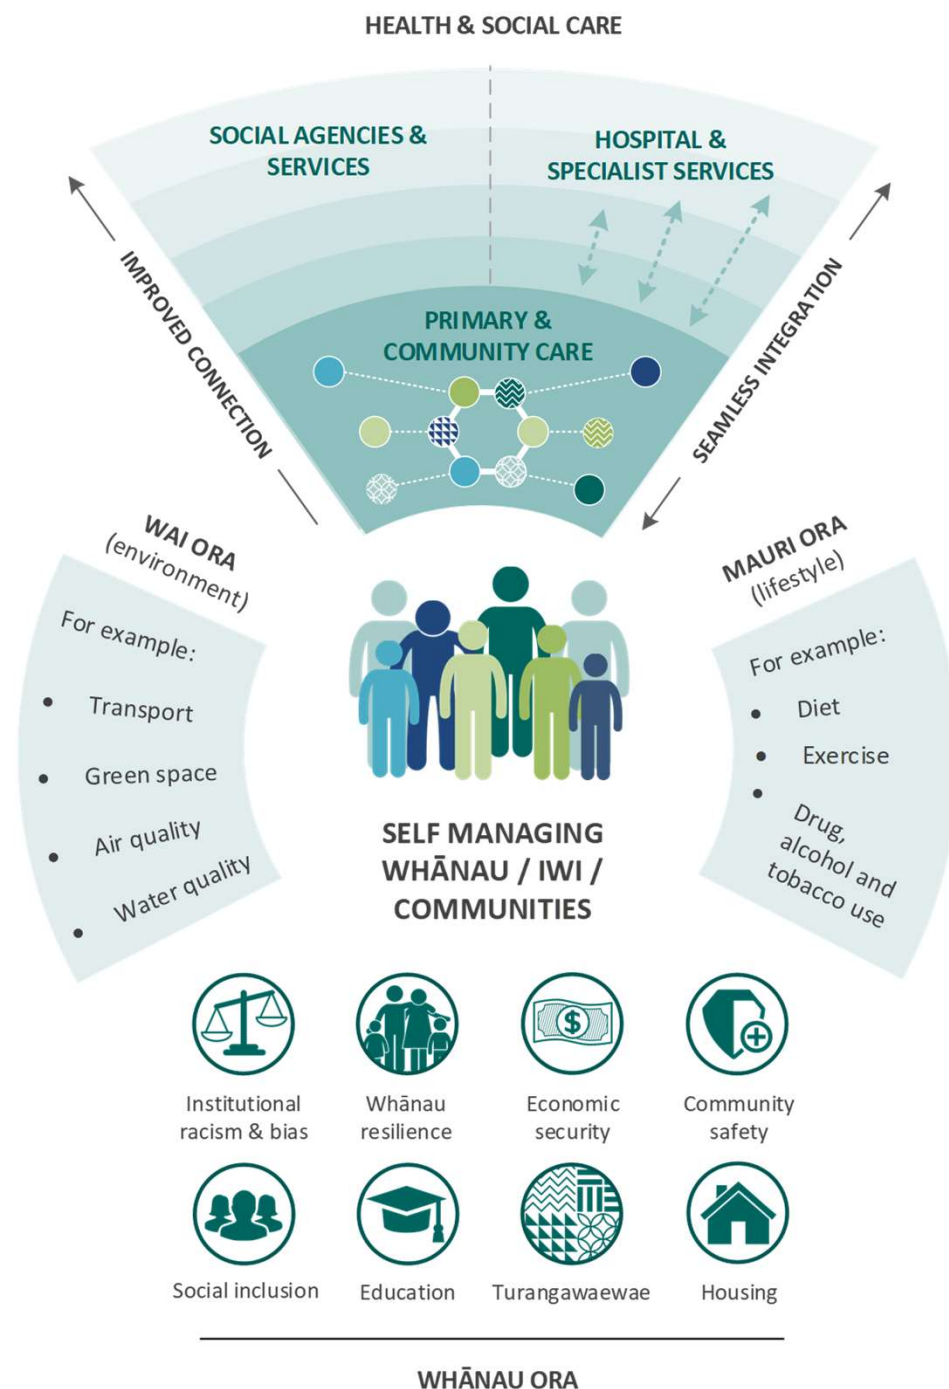 HEALTH & SOCIAL CARE
SOCIAL AGENCIES &
SERVICES
HOSPITAL &
SPECIALIST SERVICES
IMPROVED CONNECTION
SEAMLESS INTEGRATION
PRIMARY &
COMMUNITY CARE
WAI ORA
(environment)
For example:
• Transport
• Green space
• Air quality
• Water quality
MAURI ORA
(lifestyle)
For example:
• Diet
• Exercise
• Drug,
alcohol and
tobacco use
SELF MANAGING
WHĀNAU / IWI /
COMMUNITIES
$
Institutional
racism & bias
Whānau
resilience
Economic
security
Community
safety
Social inclusion
Education
Turangawaewae
Housing
WHĀNAU ORA